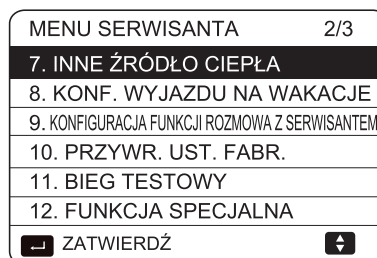 MENU SERWISANTA 2/3
7. INNE ŹRÓDŁO CIEPŁA
8. KONF. WYJAZDU NA WAKACJE
9. KONFIGURACJA FUNKCJI ROZMOWA Z SERWISANTEM
10. PRZYWR. UST. FABR.
11. BIEG TESTOWY
12. FUNKCJA SPECJALNA
ZATWIERDŹ